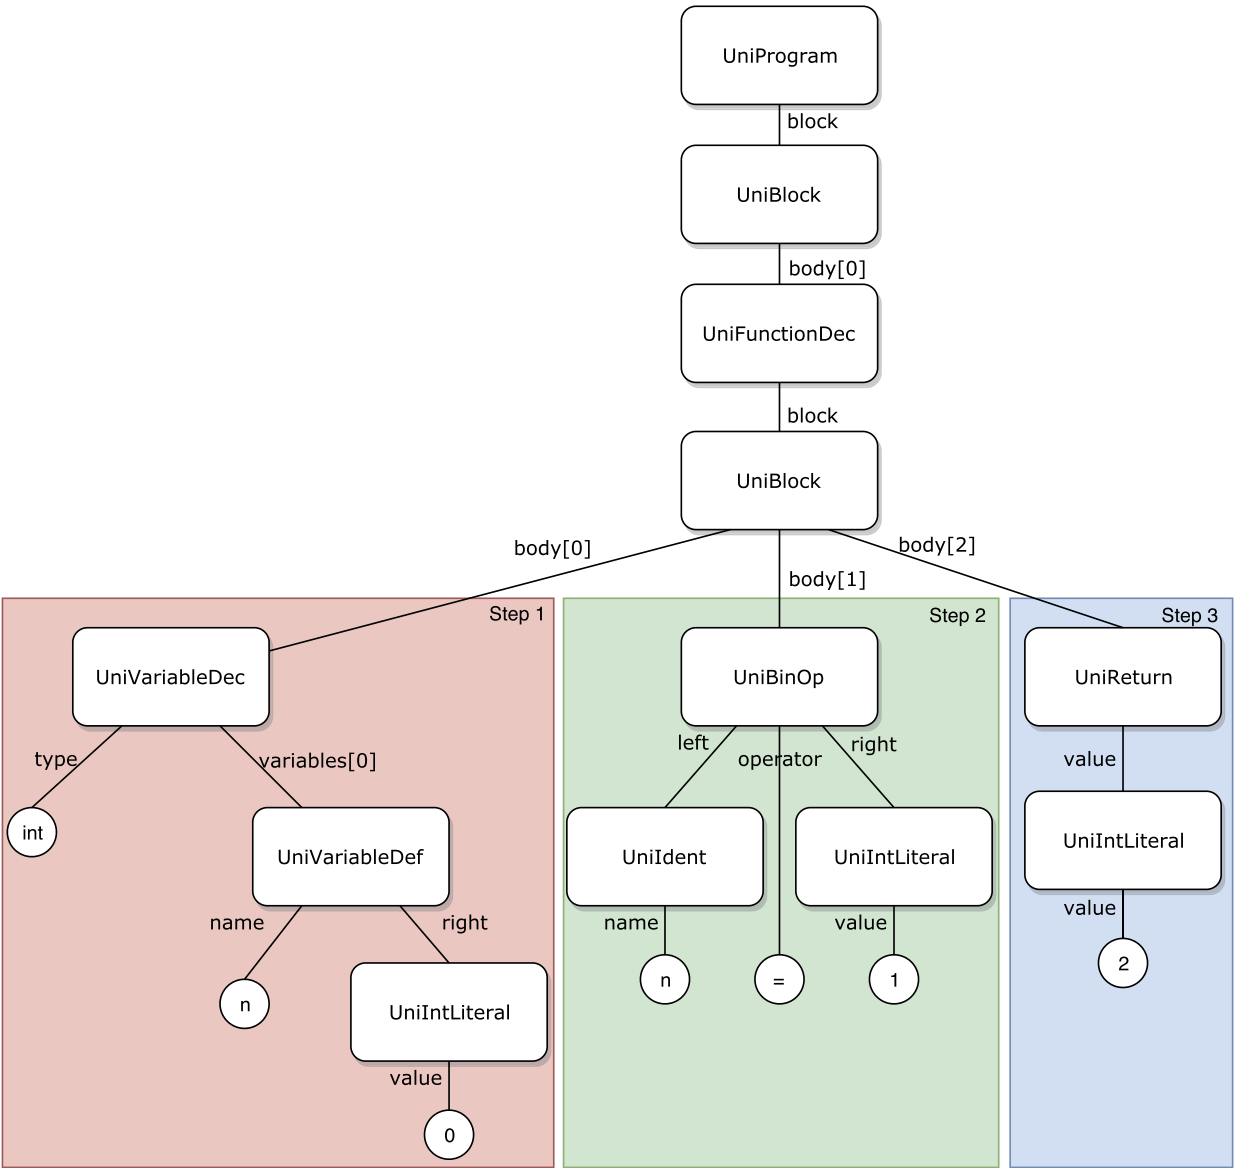 UniProgram
block
UniBlock
body[0]
UniFunctionDec
block
UniBlock
body[0]
body[1]
body[2]
Step 1
UniVariableDec
type
variables[0]
int
UniVariableDef
name
right
n
UniIntLiteral
value
0
Step 2
UniBinOp
left
operator
right
UniIdent
UniIntLiteral
name
value
n
=
1
Step 3
UniReturn
value
UniIntLiteral
value
2